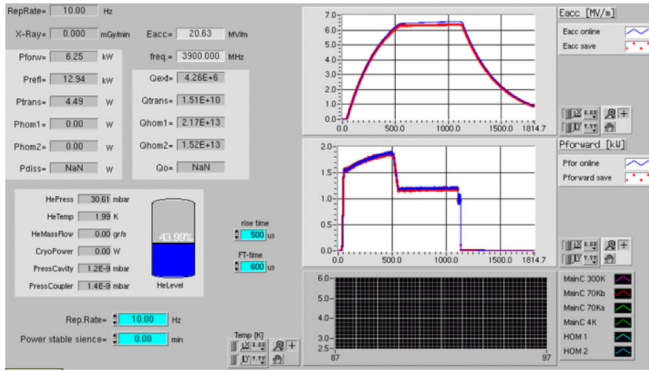 RepRate= 10.00 Hz
X-Ray= 0.000 mGy/min
Eacc= 20.63 MV/m
Pforw= 6.25 kW
freq.= 3900.000 MHz
Prefl= 12.94 kW
Qext= 4.26E+6
Ptrans= 4.49 W
Qtrans= 1.51E+10
Phom1= 0.00 W
Qhom1= 2.17E+13
Phom2= 0.00 W
Qhom2= 1.52E+13
Pdiss= NaN W
Qo= NaN
HePress 30.61 mbar
HeTemp 1.99 K
HeMassFlow 0.00 gr/s
CryoPower 0.00 W
PressCavity 1.2E-9 mbar
PressCoupler 1.4E-9 mbar
43.99%
HeLevel
rise time
500 us
FT-time
600 us
Rep.Rate= 10.00 Hz
Power stable sience= 0.00 min
Temp [K]
7.0
6.0
5.0
4.0
3.0
2.0
1.0
0.0
0.0 500.0 1000.0 1500.0 1814.7
Eacc [MV/m]
Eacc online
Eacc save
2.0
1.5
1.0
0.5
0.0
0.0 500.0 1000.0 1500.0 1814.7
Pforward [kW]
Pfor online
Pforward save
6.0
4.0
3.0
2.5
87 97
MainC 300K
MainC 70Kb
MainC 70Ka
MainC 4K
HOM 1
HOM 2